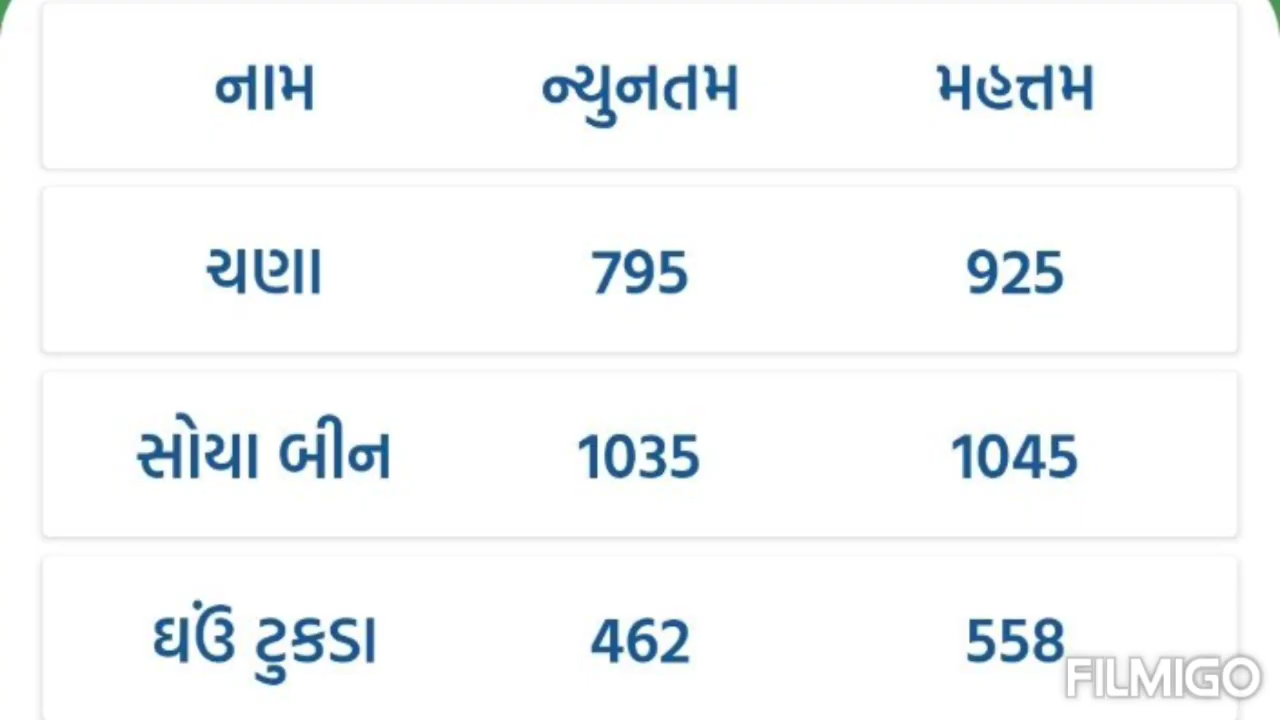 નામ ન્યુનતમ મહત્તમ
ચણા 795 925
સોયા બીન 1035 1045
ઘઉં ટુકડા 462 558
FILMIGO